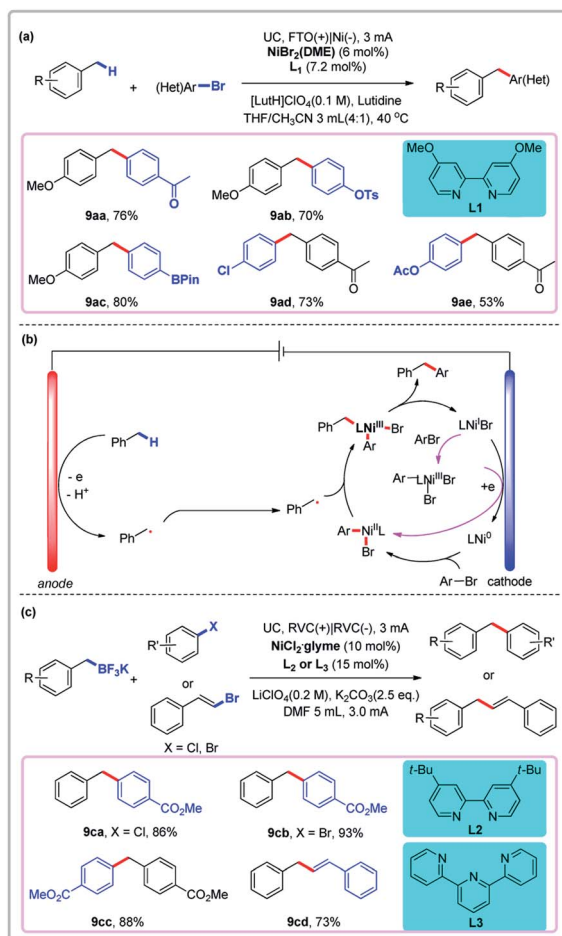 (a)
UC, FTO(+)|Ni(-), 3 mA
NiBr2(DME) (6 mol%)
L1 (7.2 mol%)
[LutH]ClO4(0.1 M), Lutidine
THF/CH3CN 3 mL(4:1), 40 °C
R
H
+
(Het)Ar Br
R
Ar(Het)
MeO
O
9aa, 76%
MeO
OTs
9ab, 70%
MeO
OMe
N
N
L1
MeO
BPin
9ac, 80%
Cl
O
9ad, 73%
AcO
O
9ae, 53%
(b)
Ph
H
- e
- H+
Ph
anode
Ph
Ph
LNiIII
Br
Ar
Ph
Ar
LNiIBr
ArBr
Ar
LNiIIIBr
Br
+e
Ar
NiIIL
Br
LNi0
Ar
Br
cathode
(c)
R
BF3K
+
R'
X
or
Br
X = Cl, Br
UC, RVC(+)|RVC(-), 3 mA
NiCl2·glyme (10 mol%)
L2 or L3 (15 mol%)
LiClO4(0.2 M), K2CO3(2.5 eq.)
DMF 5 mL, 3.0 mA
R
R'
or
R
CO2Me
9ca, X = Cl, 86%
CO2Me
9cb, X = Br, 93%
t-Bu
t-Bu
N
N
L2
MeO2C
CO2Me
9cc, 88%
9cd, 73%
N
N
N
L3